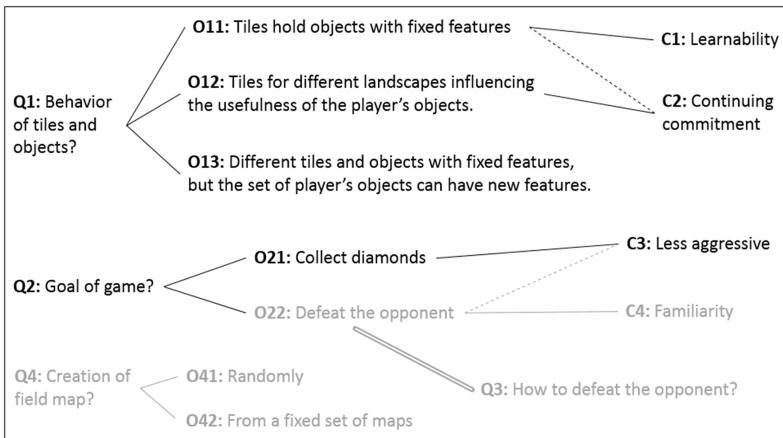 O11: Tiles hold objects with fixed features
C1: Learnability
Q1: Behavior
of tiles and
objects?
O12: Tiles for different landscapes influencing
the usefulness of the player's objects.
C2: Continuing
commitment
O13: Different tiles and objects with fixed features,
but the set of player's objects can have new features.
Q2: Goal of game?
O21: Collect diamonds
C3: Less aggressive
O22: Defeat the opponent
C4: Familiarity
Q4: Creation of
field map?
O41: Randomly
O42: From a fixed set of maps
Q3: How to defeat the opponent?